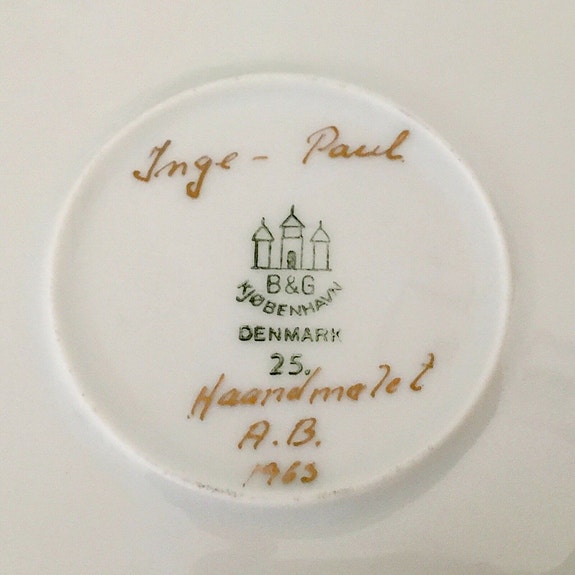 Inge - Paul
B&G
KJØBENHAVN
DENMARK
25.
Haandmalet
A.B.
1963